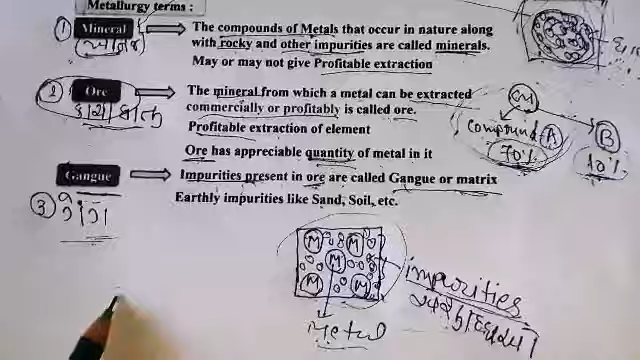 Metallurgy terms :
① Mineral
The compounds of Metals that occur in nature along
with rocky and other impurities are called minerals.
May or may not give Profitable extraction
② Ore
The mineral from which a metal can be extracted
commercially or profitably is called ore.
Profitable extraction of element
Ore has appreciable quantity of metal in it
M
Compound A
70%
B
10%
③ Gangue
Impurities present in ore are called Gangue or matrix
Earthly impurities like Sand, Soil, etc.
M M
M
M M
impurities
Metal